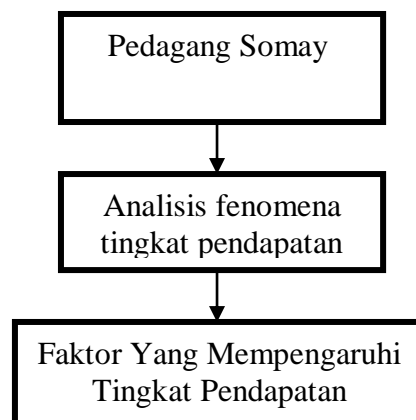 Pedagang Somay
Analisis fenomena
tingkat pendapatan
Faktor Yang Mempengaruhi
Tingkat Pendapatan